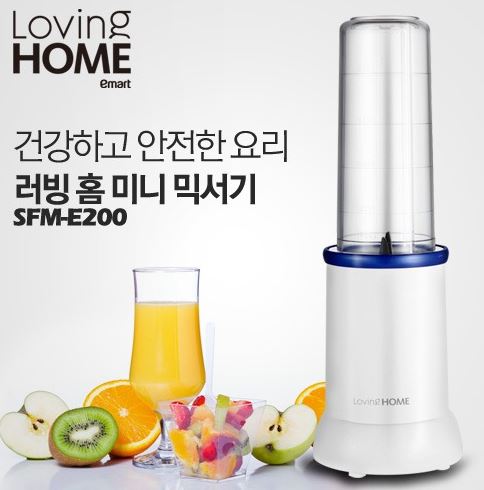 Loving
HOME
emart
건강하고 안전한 요리
러빙 홈 미니 믹서기
SFM-E200
Loving HOME